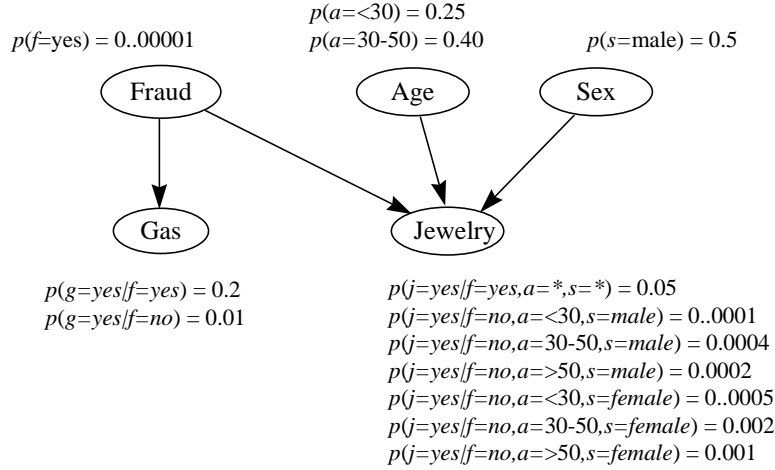 p(a=<30) = 0.25
p(f=yes) = 0..00001
p(a=30-50) = 0.40
p(s=male) = 0.5
Fraud
Age
Sex
Gas
Jewelry
p(g=yes|f=yes) = 0.2
p(g=yes|f=no) = 0.01
p(j=yes|f=yes,a=*,s=*) = 0.05
p(j=yes|f=no,a=<30,s=male) = 0..0001
p(j=yes|f=no,a=30-50,s=male) = 0.0004
p(j=yes|f=no,a=>50,s=male) = 0.0002
p(j=yes|f=no,a=<30,s=female) = 0..0005
p(j=yes|f=no,a=30-50,s=female) = 0.002
p(j=yes|f=no,a=>50,s=female) = 0.001